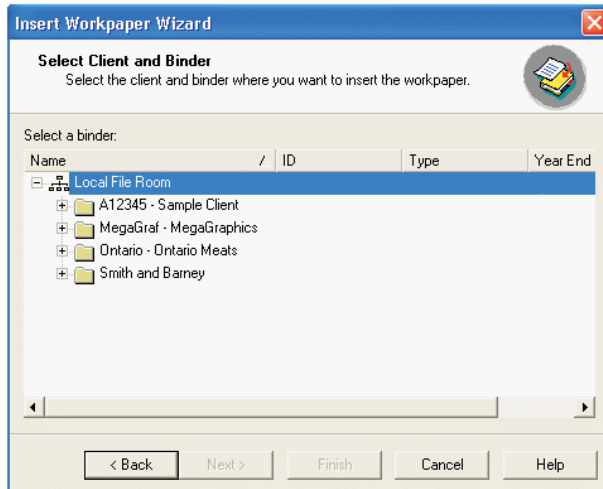 Insert Workpaper Wizard
Select Client and Binder
Select the client and binder where you want to insert the workpaper.
Select a binder:
Name / ID Type Year End
Local File Room
A12345 - Sample Client
MegaGraf - MegaGraphics
Ontario - Ontario Meats
Smith and Barney
< Back Next > Finish Cancel Help